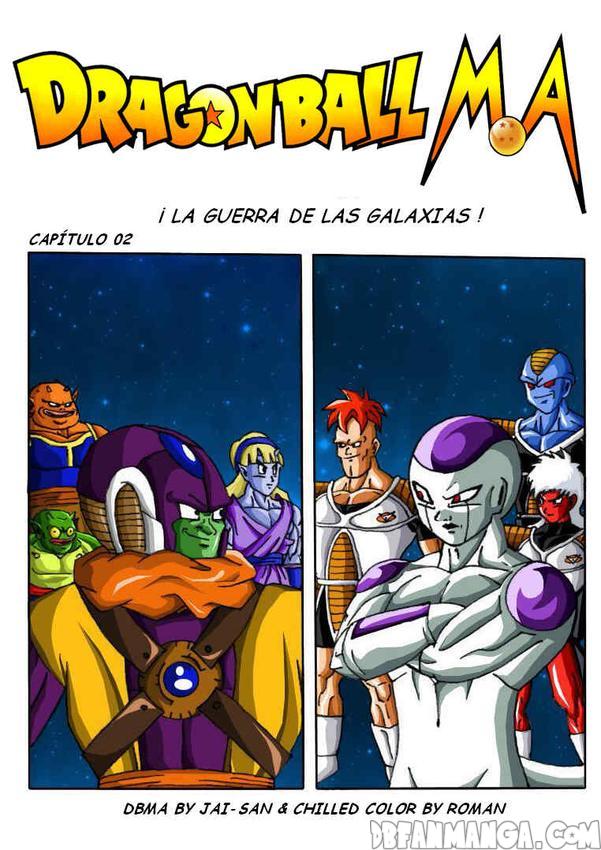 DRAGONBALL M.A
¡ LA GUERRA DE LAS GALAXIAS !
CAPÍTULO 02
DBMA BY JAI-SAN & CHILLED COLOR BY ROMAN
DBFANMANGA.COM